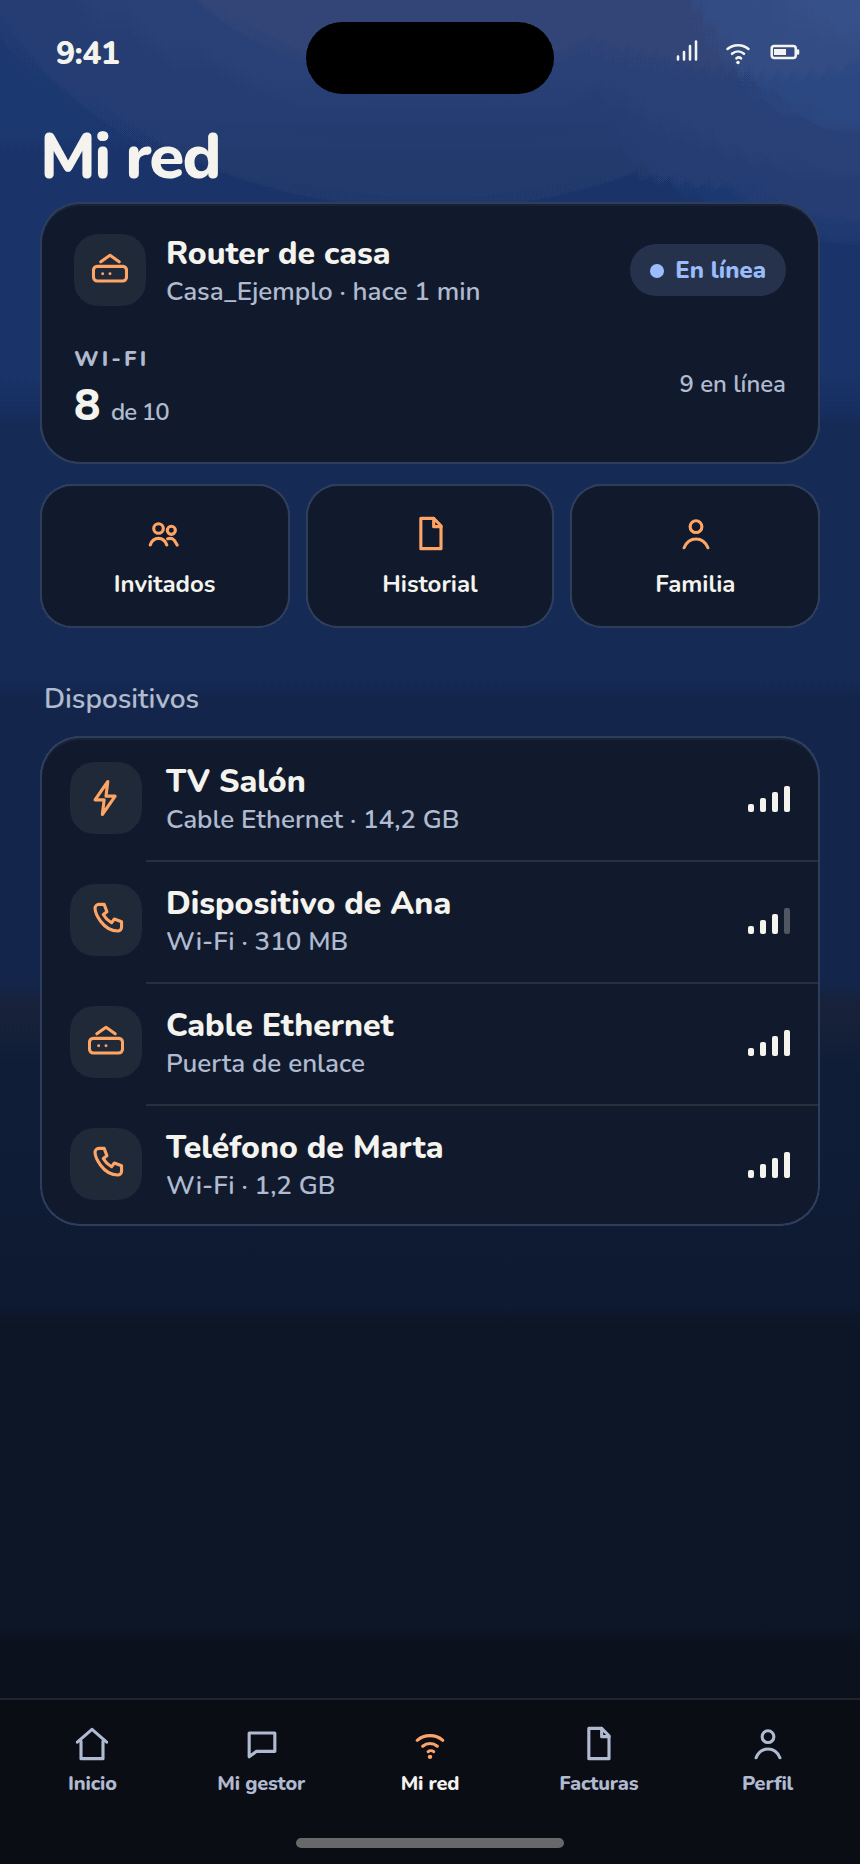 9:41
Mi red
Router de casa
Casa_Ejemplo · hace 1 min
En línea
WI-FI
8 de 10
9 en línea
Invitados
Historial
Familia
Dispositivos
TV Salón
Cable Ethernet · 14,2 GB
Dispositivo de Ana
Wi-Fi · 310 MB
Cable Ethernet
Puerta de enlace
Teléfono de Marta
Wi-Fi · 1,2 GB
Inicio
Mi gestor
Mi red
Facturas
Perfil